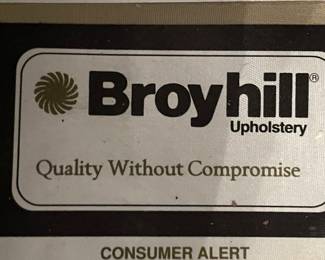 Broyhill®
Upholstery
Quality Without Compromise
CONSUMER ALERT